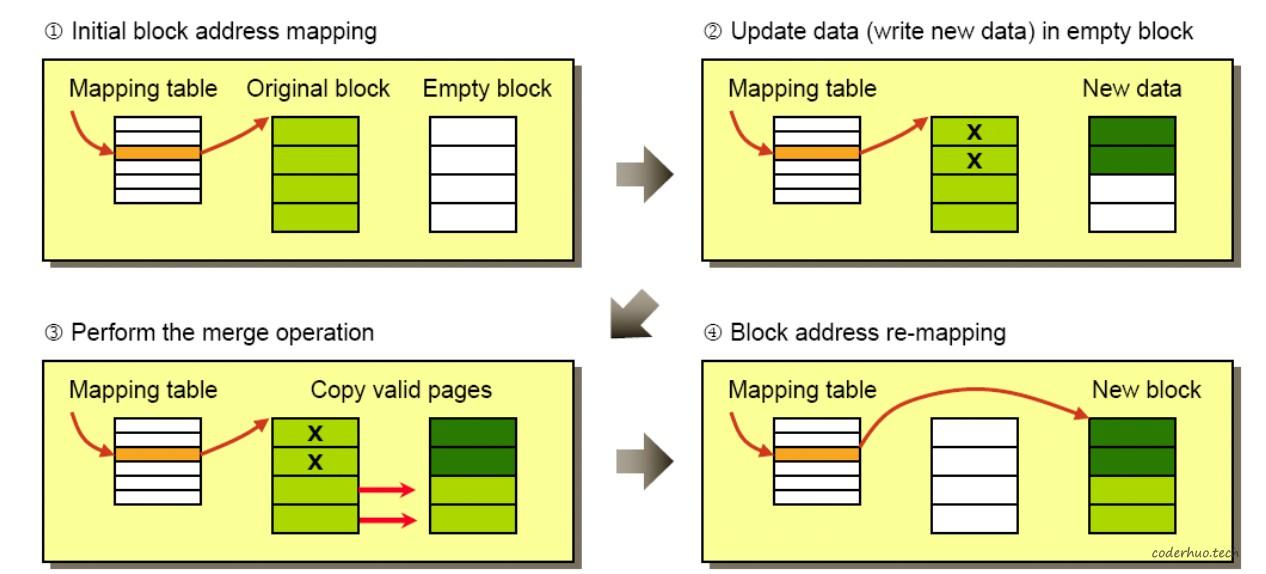 ① Initial block address mapping
Mapping table Original block Empty block
② Update data (write new data) in empty block
Mapping table New data
X
X
③ Perform the merge operation
Mapping table Copy valid pages
X
X
④ Block address re-mapping
Mapping table New block
coderhuo.tech